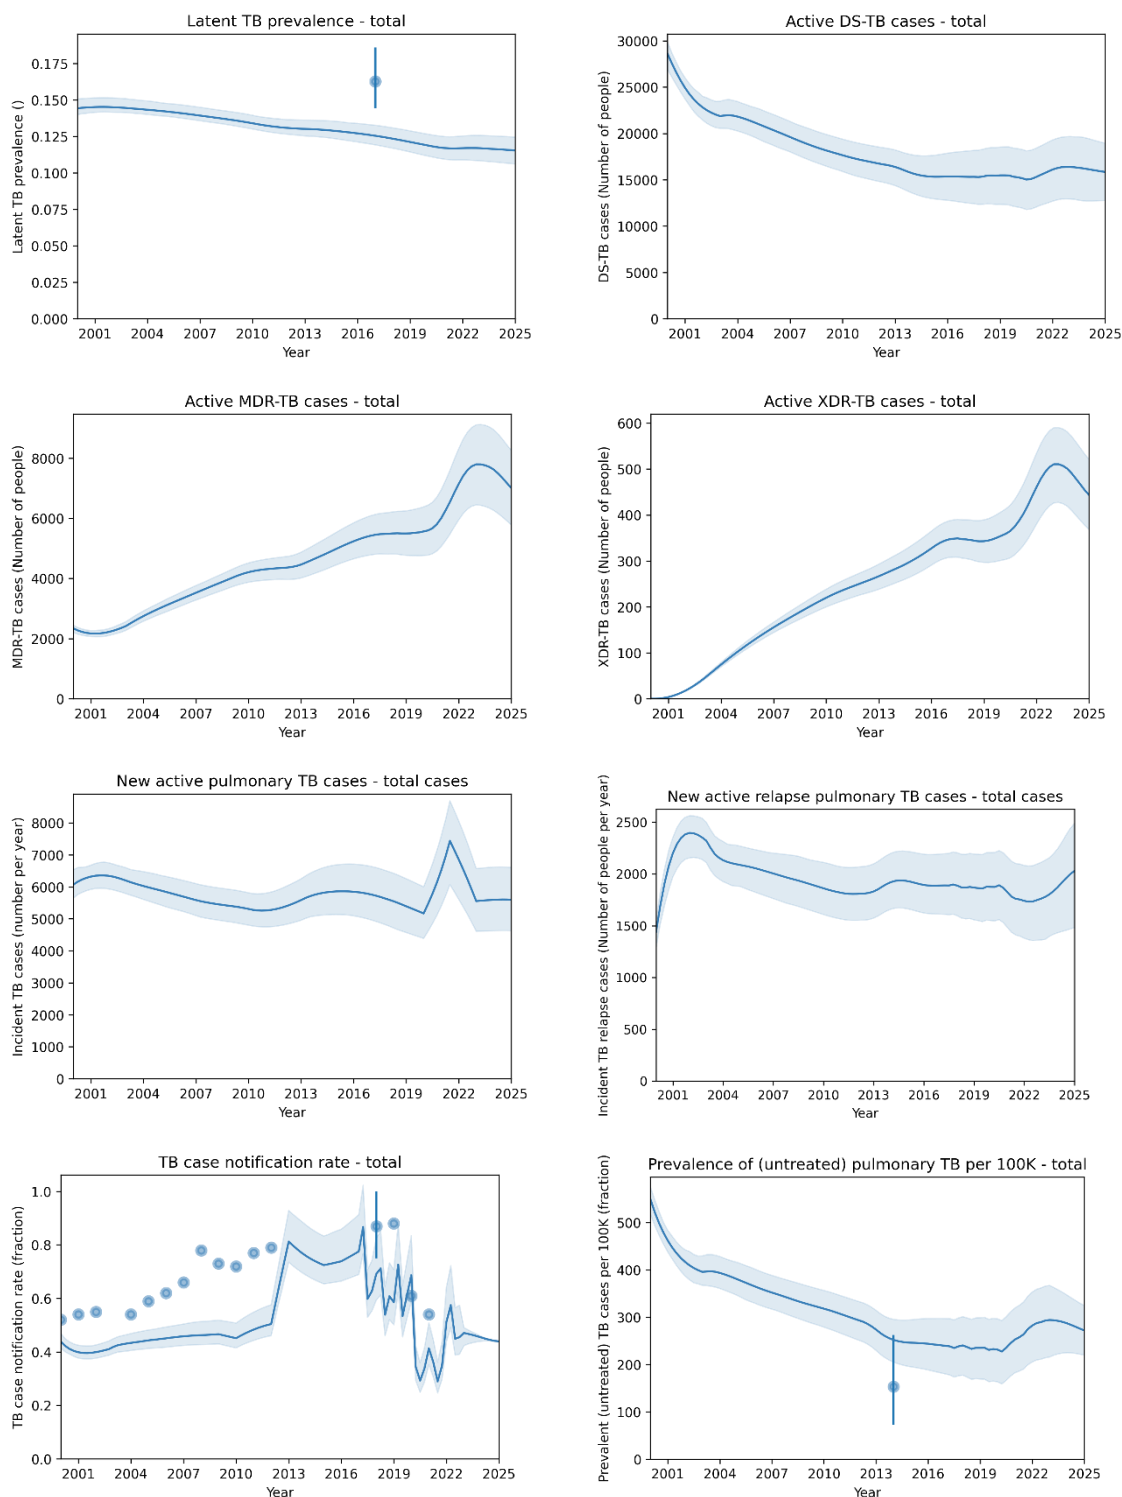 Latent TB prevalence - total
Latent TB prevalence ()
0.175
0.150
0.125
0.100
0.075
0.050
0.025
0.000
2001 2004 2007 2010 2013 2016 2019 2022 2025
Year
Active DS-TB cases - total
DS-TB cases (Number of people)
30000
25000
20000
15000
10000
5000
0
2001 2004 2007 2010 2013 2016 2019 2022 2025
Year
Active MDR-TB cases - total
MDR-TB cases (Number of people)
8000
6000
4000
2000
0
2001 2004 2007 2010 2013 2016 2019 2022 2025
Year
Active XDR-TB cases - total
XDR-TB cases (Number of people)
600
500
400
300
200
100
0
2001 2004 2007 2010 2013 2016 2019 2022 2025
Year
New active pulmonary TB cases - total cases
Incident TB cases (number per year)
8000
7000
6000
5000
4000
3000
2000
1000
0
2001 2004 2007 2010 2013 2016 2019 2022 2025
Year
New active relapse pulmonary TB cases - total cases
Incident TB relapse cases (Number of people per year)
2500
2000
1500
1000
500
0
2001 2004 2007 2010 2013 2016 2019 2022 2025
Year
TB case notification rate - total
TB case notification rate (fraction)
1.0
0.8
0.6
0.4
0.2
0.0
2001 2004 2007 2010 2013 2016 2019 2022 2025
Year
Prevalence of (untreated) pulmonary TB per 100K - total
Prevalent (untreated) TB cases per 100K (fraction)
500
400
300
200
100
0
2001 2004 2007 2010 2013 2016 2019 2022 2025
Year